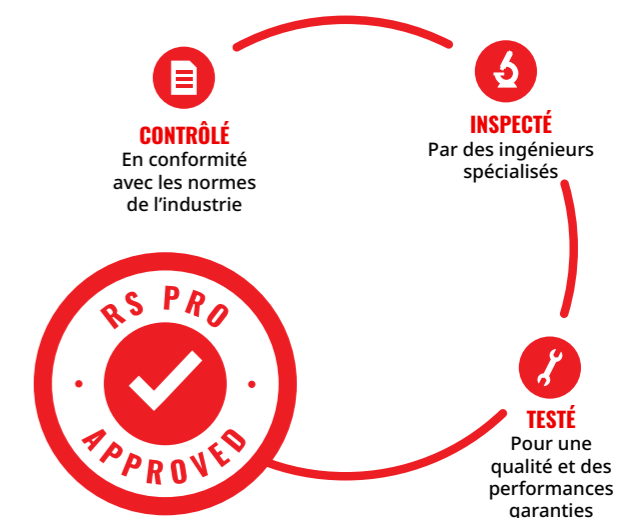 CONTRÔLÉ
En conformité
avec les normes
de l’industrie
INSPECTÉ
Par des ingénieurs
spécialisés
TESTÉ
Pour une
qualité et des
performances
garanties
RS PRO
APPROVED